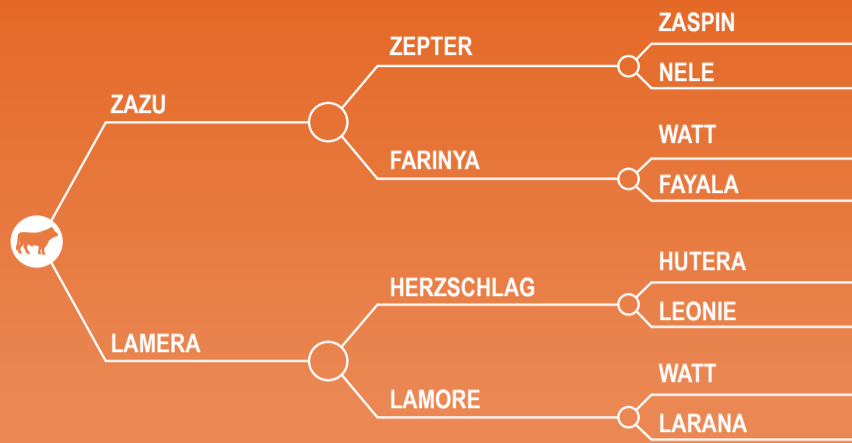 ZASPIN
ZEPTER
NELE
ZAZU
WATT
FARINYA
FAYALA
HUTERA
HERZSCHLAG
LEONIE
LAMERA
WATT
LAMORE
LARANA